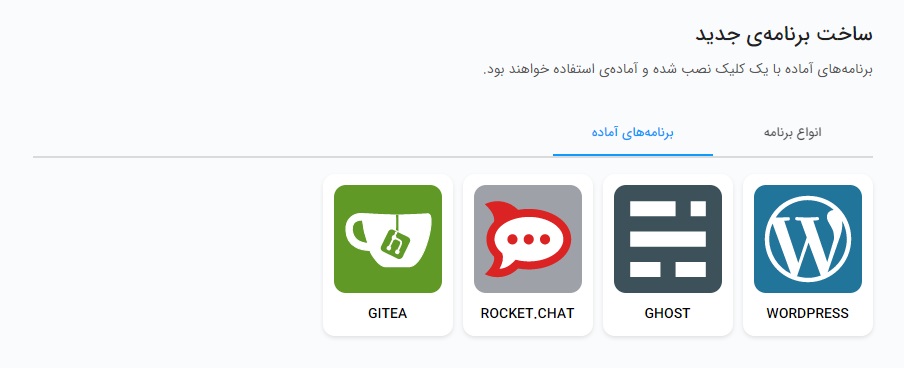 ساخت برنامه‌ی جدید
برنامه‌های آماده با یک کلیک نصب شده و آماده‌ی استفاده خواهند بود.
انواع برنامه
برنامه‌های آماده
WORDPRESS
GHOST
ROCKET.CHAT
GITEA